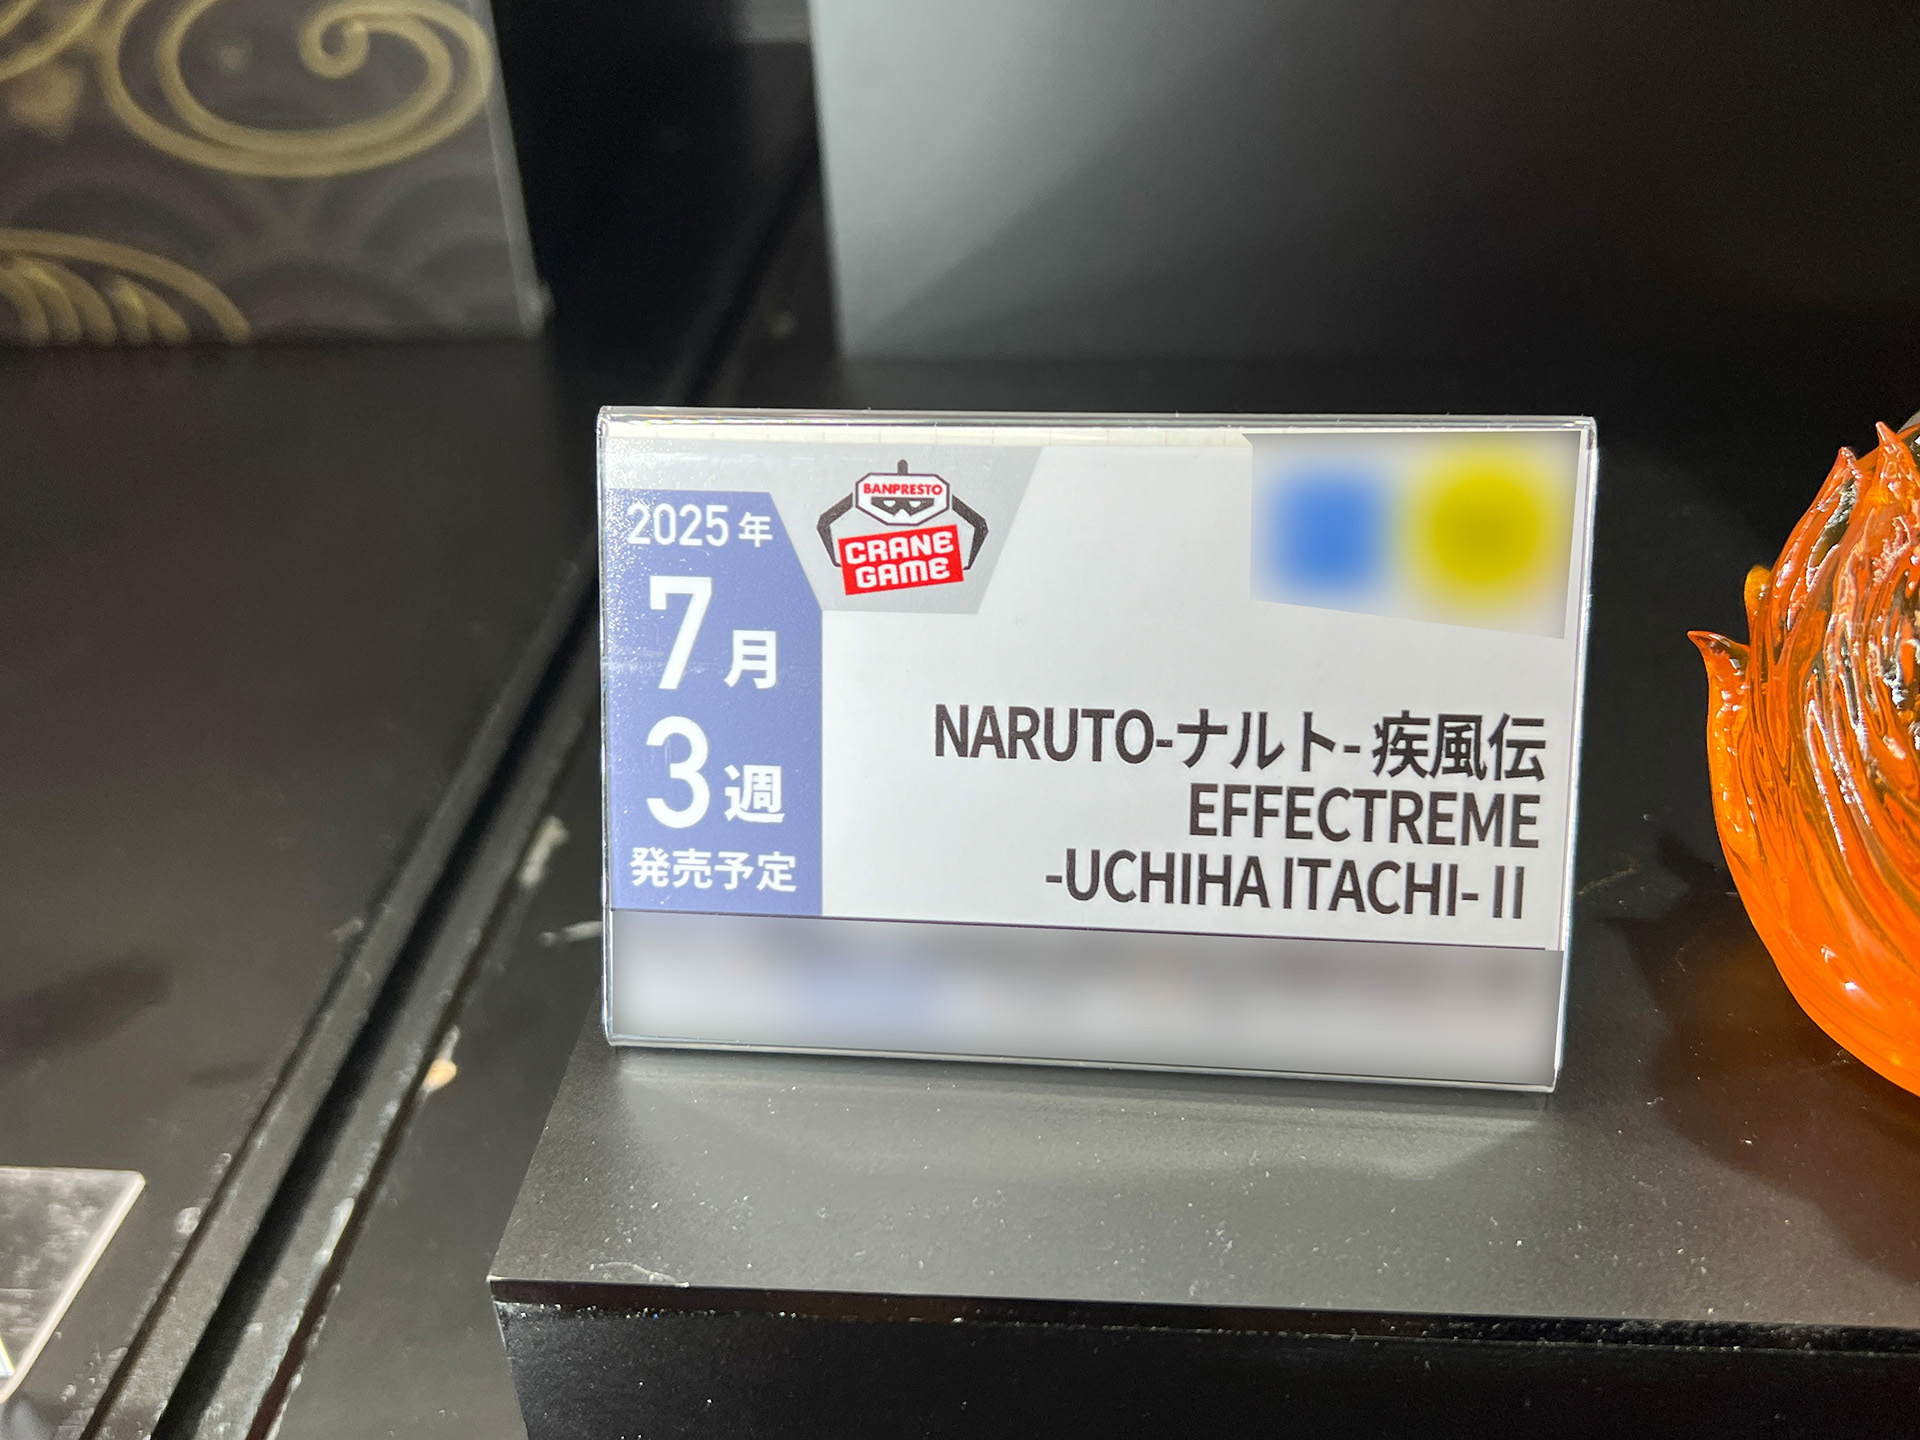 2025年
7月
3週
発売予定
BANPRESTO
CRANE
GAME
NARUTO-ナルト- 疾風伝
EFFECTREME
-UCHIHA ITACHI- II